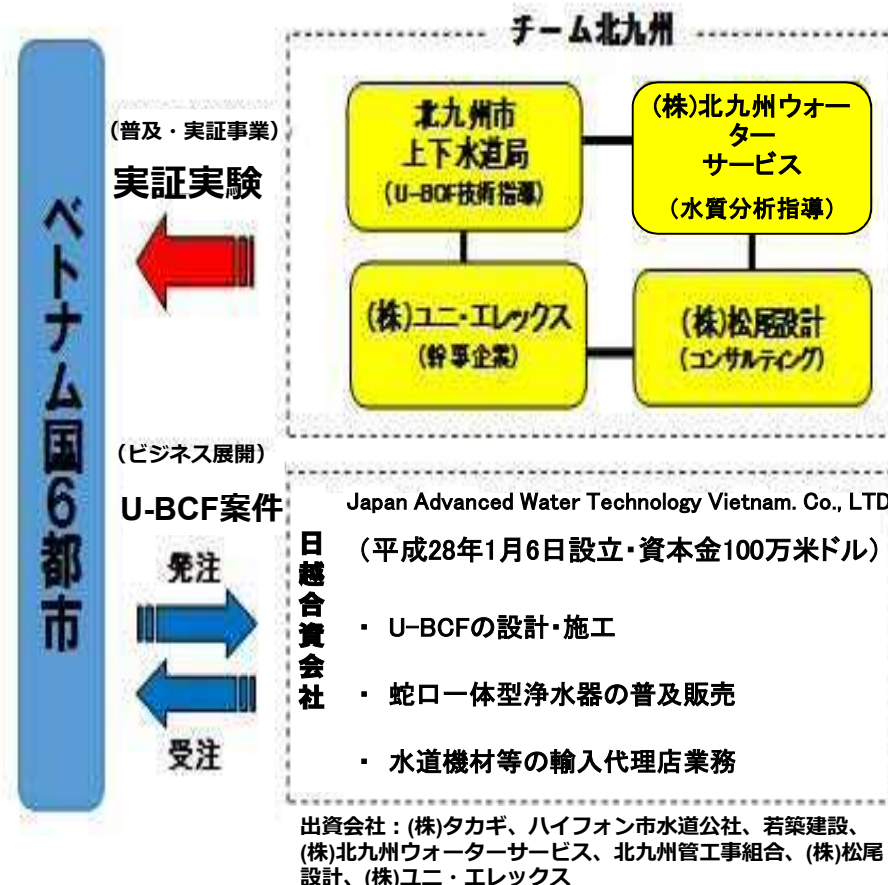 チーム北九州
ベトナム国6都市
(普及・実証事業)
実証実験
北九州市
上下水道局
(U-BCF技術指導)
(株)北九州ウォー
ター
サービス
(水質分析指導)
(株)ユニ・エレックス
(幹事企業)
(株)松尾設計
(コンサルティング)
(ビジネス展開)
U-BCF案件
発注
受注
日越合資会社
Japan Advanced Water Technology Vietnam. Co., LTD
(平成28年1月6日設立・資本金100万米ドル)
・ U-BCFの設計・施工
・ 蛇口一体型浄水器の普及販売
・ 水道機材等の輸入代理店業務
出資会社:(株)タカギ、ハイフォン市水道公社、若築建設、
(株)北九州ウォーターサービス、北九州管工事組合、(株)松尾
設計、(株)ユニ・エレックス